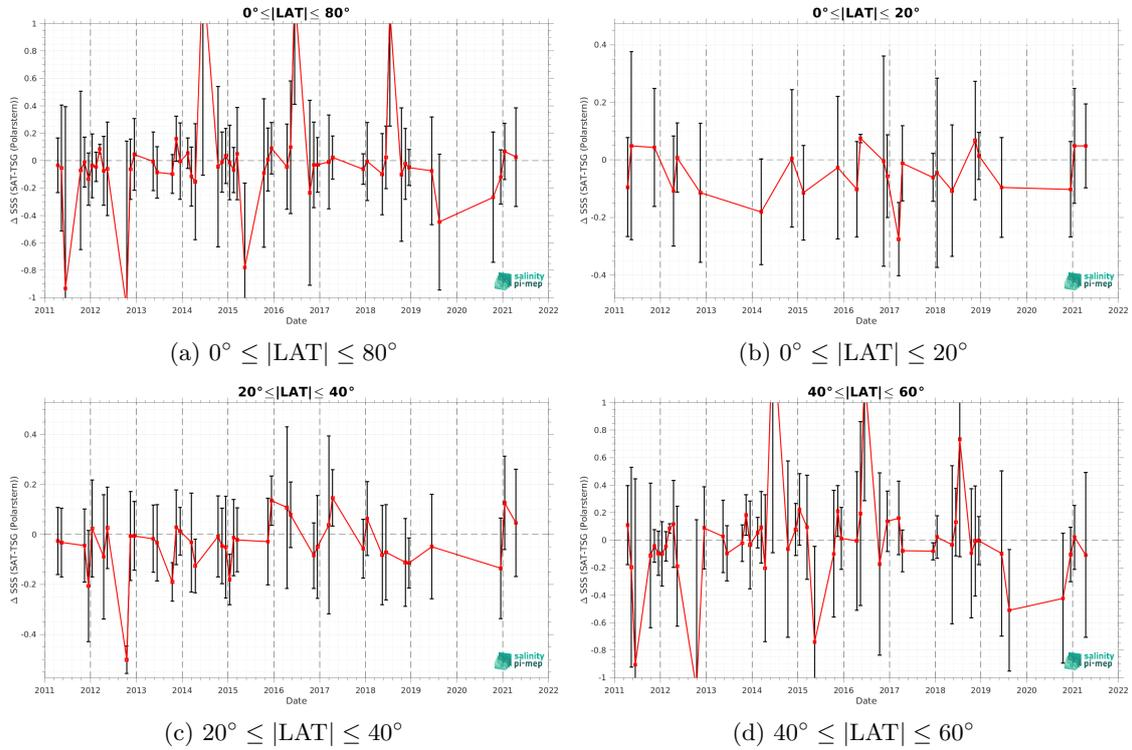 0°≤|LAT|≤ 80°
1
0.8
0.6
0.4
0.2
0
-0.2
-0.4
-0.6
-0.8
-1
Δ SSS (SAT-TSG (Polarstern))
2011 2012 2013 2014 2015 2016 2017 2018 2019 2020 2021 2022
Date
salinity
pi-mep
(a) 0° ≤ |LAT| ≤ 80°
0°≤|LAT|≤ 20°
0.4
0.2
0
-0.2
-0.4
Δ SSS (SAT-TSG (Polarstern))
2011 2012 2013 2014 2015 2016 2017 2018 2019 2020 2021 2022
Date
salinity
pi-mep
(b) 0° ≤ |LAT| ≤ 20°
20°≤|LAT|≤ 40°
0.4
0.2
0
-0.2
-0.4
Δ SSS (SAT-TSG (Polarstern))
2011 2012 2013 2014 2015 2016 2017 2018 2019 2020 2021 2022
Date
salinity
pi-mep
(c) 20° ≤ |LAT| ≤ 40°
40°≤|LAT|≤ 60°
1
0.8
0.6
0.4
0.2
0
-0.2
-0.4
-0.6
-0.8
-1
Δ SSS (SAT-TSG (Polarstern))
2011 2012 2013 2014 2015 2016 2017 2018 2019 2020 2021 2022
Date
salinity
pi-mep
(d) 40° ≤ |LAT| ≤ 60°